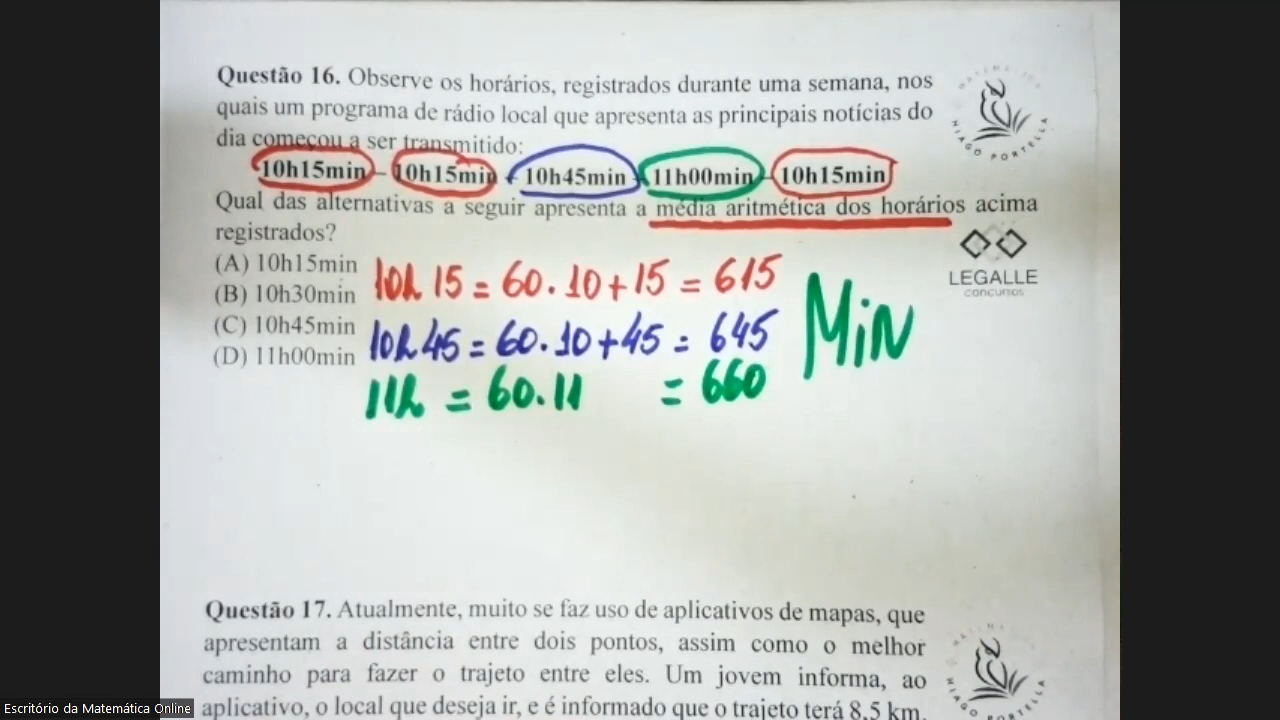 Questão 16. Observe os horários, registrados durante uma semana, nos
quais um programa de rádio local que apresenta as principais notícias do
dia começou a ser transmitido:
10h15min – 10h15min – 10h45min – 11h00min – 10h15min
Qual das alternativas a seguir apresenta a média aritmética dos horários acima
registrados?
(A) 10h15min
(B) 10h30min
(C) 10h45min
(D) 11h00min
10h 15 = 60.10 + 15 = 615
10h 45 = 60.10 + 45 = 645
11h = 60.11 = 660
Min
LEGALLE
concursos
Questão 17. Atualmente, muito se faz uso de aplicativos de mapas, que
apresentam a distância entre dois pontos, assim como o melhor
caminho para fazer o trajeto entre eles. Um jovem informa, ao
aplicativo, o local que deseja ir, e é informado que o trajeto terá 8,5 km.
Escritório da Matemática Online